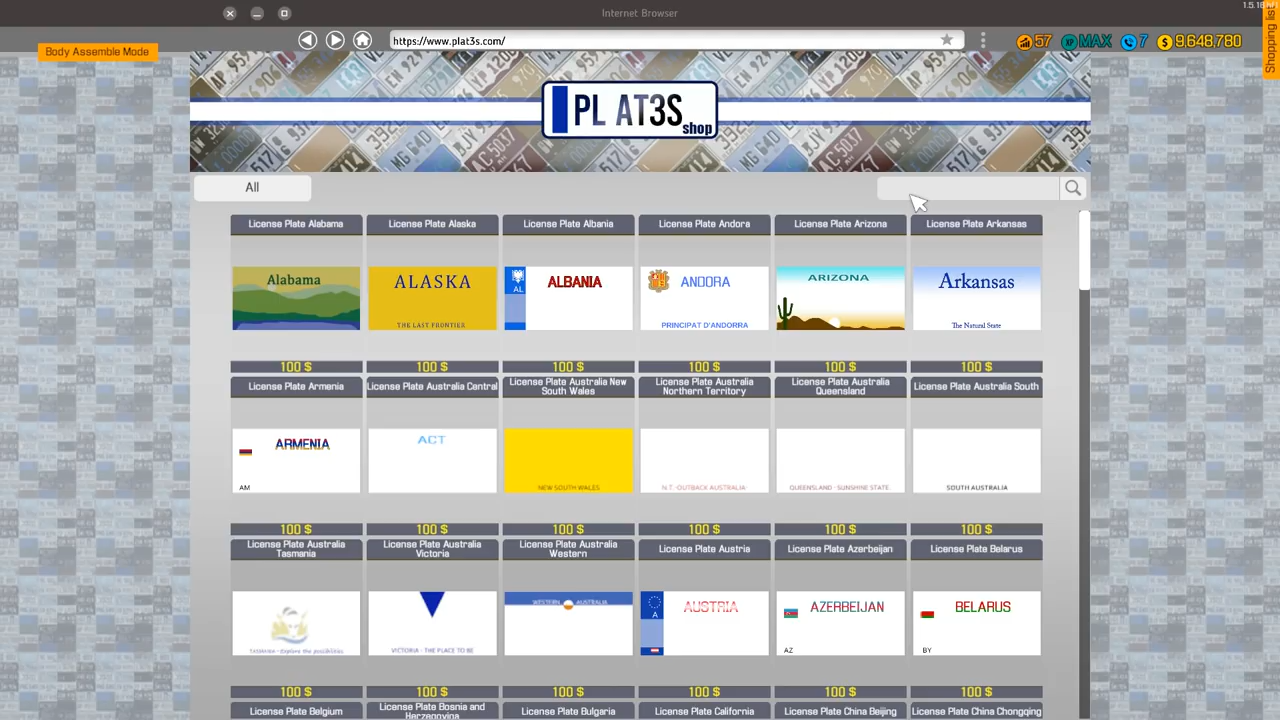 Internet Browser
1.5.18
Body Assemble Mode
https://www.plat3s.com/
57
XP MAX
7
$ 9,648,780
Shopping list
PL AT3S
shop
All
License Plate Alabama
License Plate Alaska
License Plate Albania
License Plate Andora
License Plate Arizona
License Plate Arkansas
Alabama
ALASKA
THE LAST FRONTIER
AL
ALBANIA
ANDORA
PRINCIPAT D'ANDORRA
ARIZONA
Arkansas
The Natural State
100 $
100 $
100 $
100 $
100 $
100 $
License Plate Armenia
License Plate Australia Central
License Plate Australia New
South Wales
License Plate Australia
Northern Territory
License Plate Australia
Queensland
License Plate Australia South
ARMENIA
AM
ACT
NEW SOUTH WALES
N.T. -OUTBACK AUSTRALIA-
QUEENSLAND - SUNSHINE STATE
SOUTH AUSTRALIA
100 $
100 $
100 $
100 $
100 $
100 $
License Plate Australia
Tasmania
License Plate Australia
Victoria
License Plate Australia
Western
License Plate Austria
License Plate Azerbeijan
License Plate Belarus
TASMANIA - Explore the possibilities
VICTORIA - THE PLACE TO BE
WESTERN AUSTRALIA
A
AUSTRIA
AZERBEIJAN
AZ
BELARUS
BY
100 $
100 $
100 $
100 $
100 $
100 $
License Plate Belgium
License Plate Bosnia and
Herzegovina
License Plate Bulgaria
License Plate California
License Plate China Beijing
License Plate China Chongqing